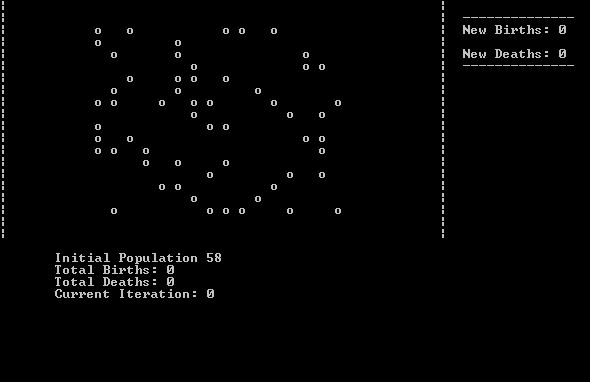 New Births: 0
New Deaths: 0
Initial Population 58
Total Births: 0
Total Deaths: 0
Current Iteration: 0